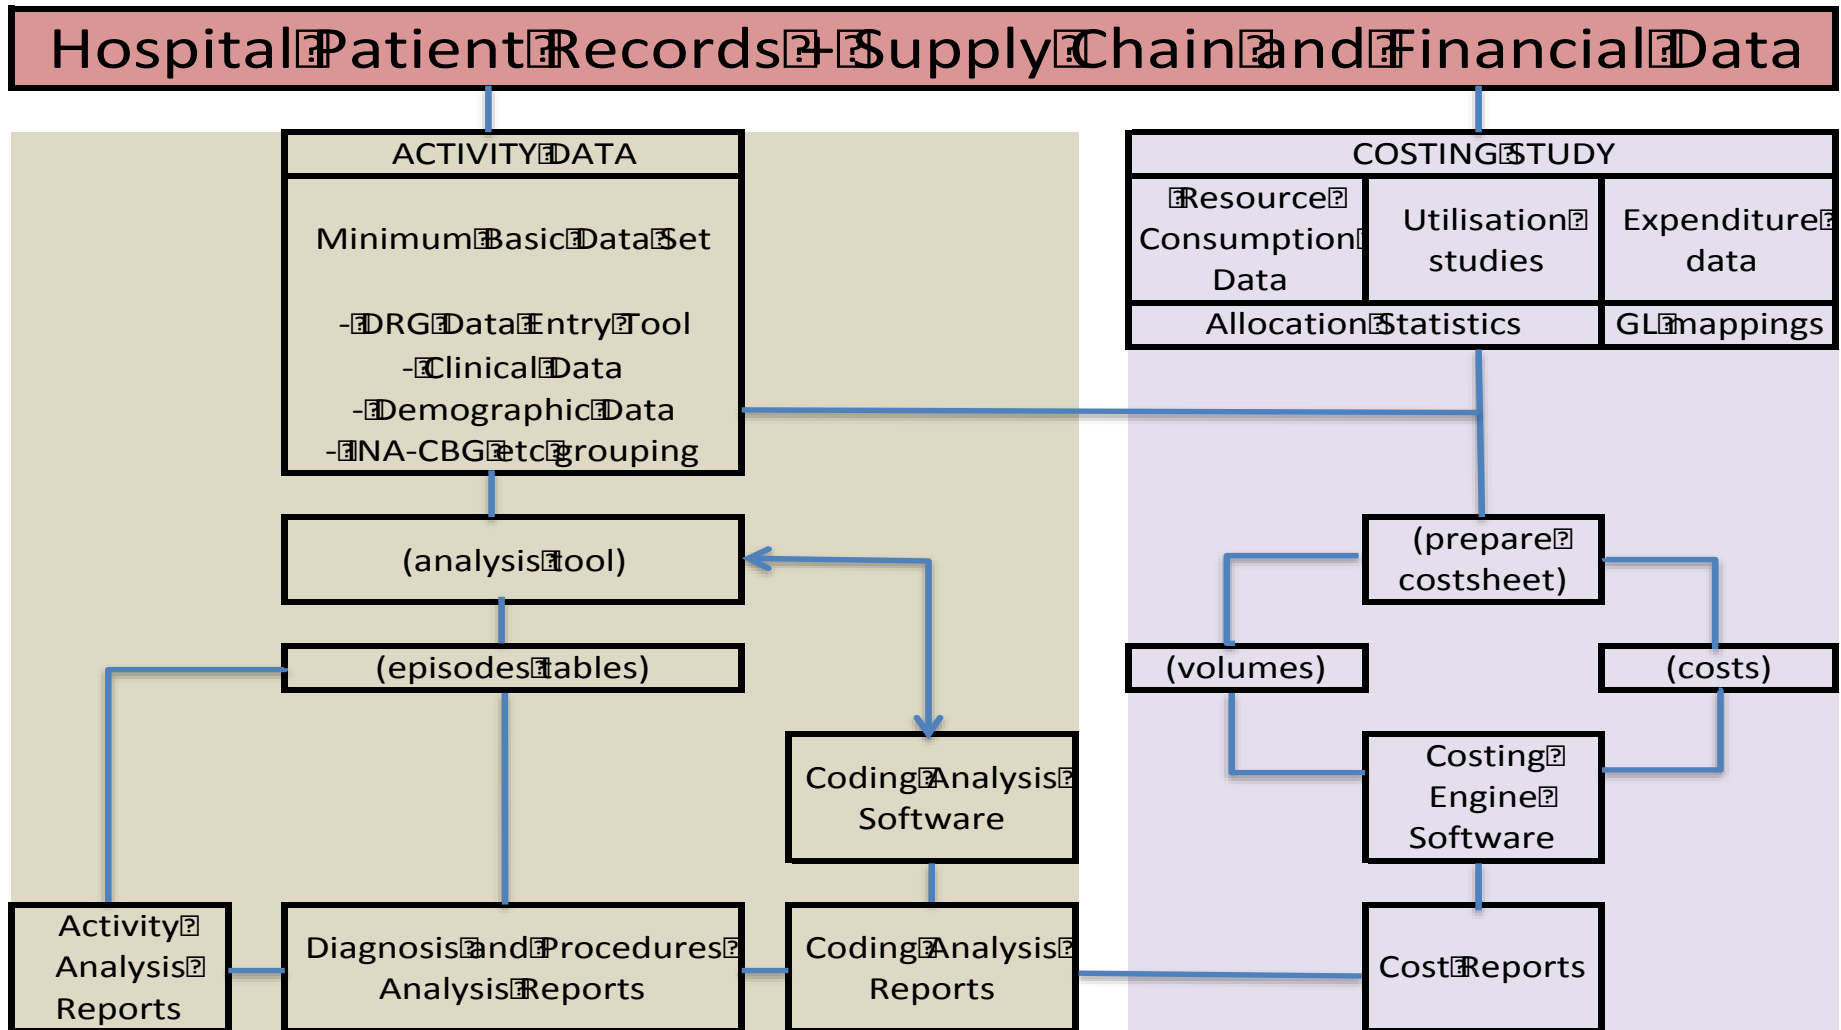 Hospital Patient Records + Supply Chain and Financial Data
ACTIVITY DATA
Minimum Basic Data Set
- DRG Data Entry Tool
- Clinical Data
- Demographic Data
- INA-CBG etc grouping
(analysis tool)
(episodes tables)
Coding Analysis
Software
Activity
Analysis
Reports
Diagnosis and Procedures
Analysis Reports
Coding Analysis
Reports
COSTING STUDY
Resource
Consumption
Data
Utilisation
studies
Expenditure
data
Allocation Statistics
GL mappings
(prepare
costsheet)
(volumes)
(costs)
Costing
Engine
Software
Cost Reports